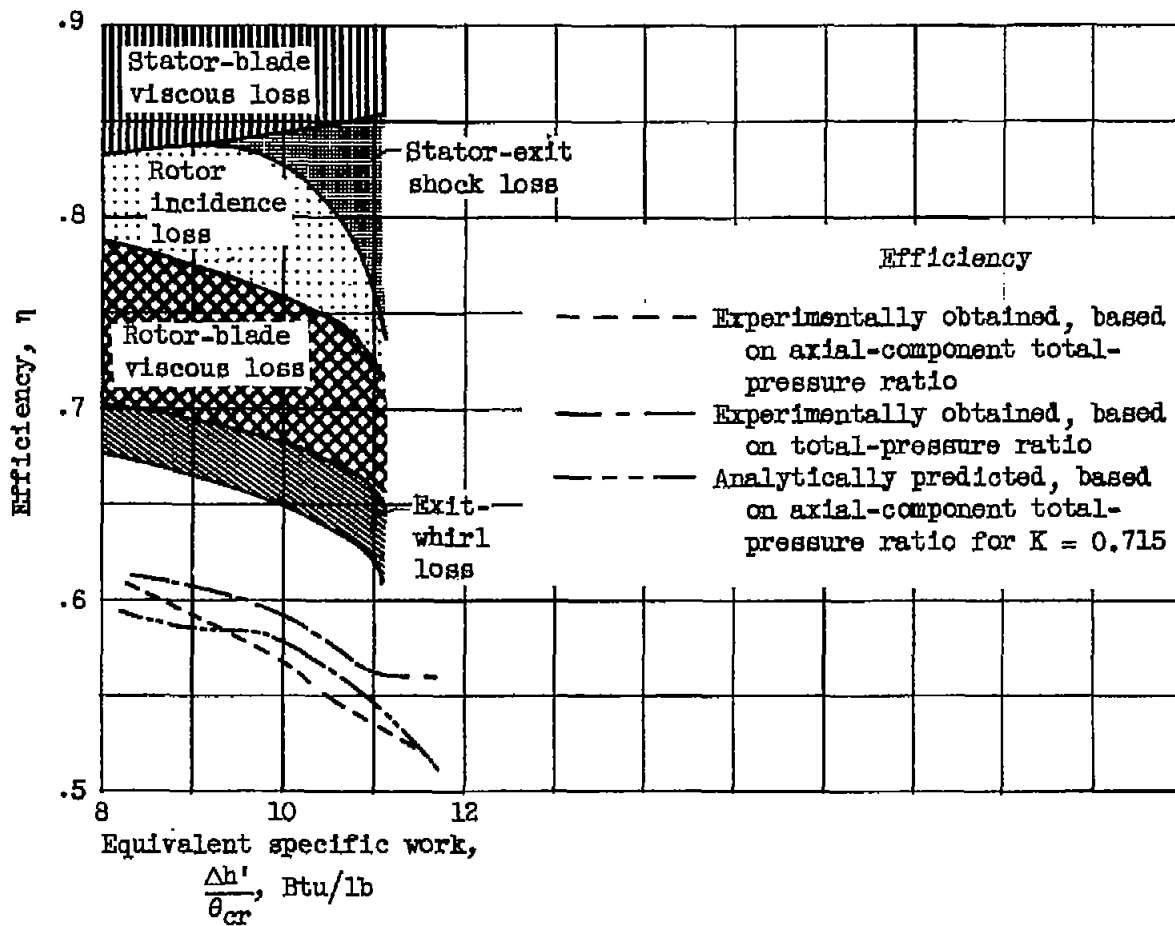 .9
.8
.7
.6
.5
Efficiency, η
Stator-blade
viscous loss
Stator-exit
shock loss
Rotor
incidence
loss
Rotor-blade
viscous loss
Exit-
whirl
loss
Efficiency
Experimentally obtained, based
on axial-component total-
pressure ratio
Experimentally obtained, based
on total-pressure ratio
Analytically predicted, based
on axial-component total-
pressure ratio for K = 0.715
8 10 12
Equivalent specific work,
Δh'
θcr, Btu/lb